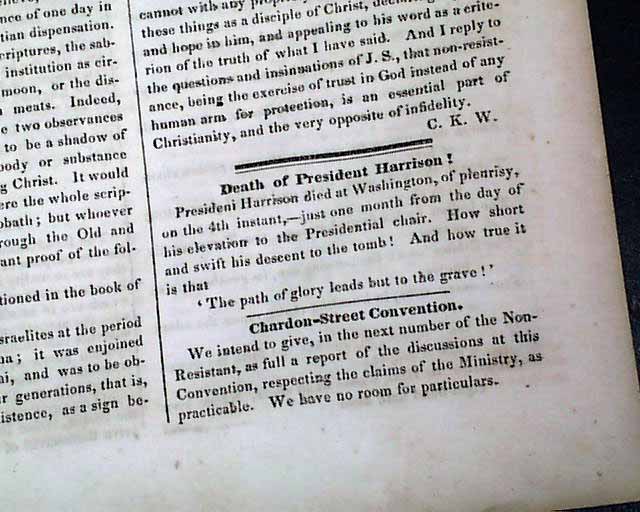 nce of one day in
tian dispensation.
criptures, the sab-
institution as cir-
moon, or the dis-
meats. Indeed,
e two observances
to be a shadow of
body or substance
g Christ. It would
ere the whole scrip-
bbath; but whoever
rough the Old and
ant proof of the fol-
tioned in the book of
sraelites at the period
na; it was enjoined
ai, and was to be ob-
r generations, that is,
istence, as a sign be-
cannot with any
these things as a disciple of Christ,
and hope in him, and appealing to his word as a crite-
rion of the truth of what I have said. And I reply to
the questions and insinuations of J. S., that non-resist-
ance, being the exercise of trust in God instead of any
human arm for protection, is an essential part of
Christianity, and the very opposite of infidelity.
C. K. W.
Death of President Harrison!
President Harrison died at Washington, of pleurisy,
on the 4th instant,—just one month from the day of
his elevation to the Presidential chair. How short
and swift his descent to the tomb! And how true it
is that
'The path of glory leads but to the grave!'
Chardon-Street Convention.
We intend to give, in the next number of the Non-
Resistant, as full a report of the discussions at this
Convention, respecting the claims of the Ministry, as
practicable. We have no room for particulars.